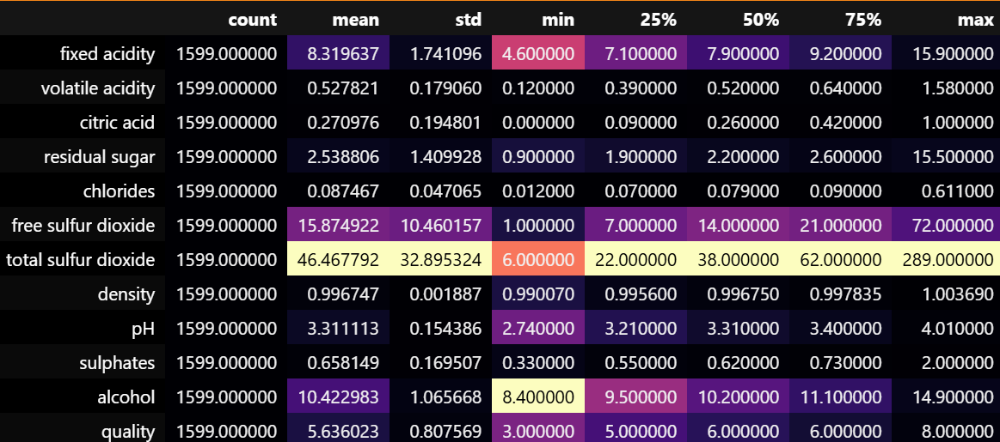 count mean std min 25% 50% 75% max
fixed acidity 1599.000000 8.319637 1.741096 4.600000 7.100000 7.900000 9.200000 15.900000
volatile acidity 1599.000000 0.527821 0.179060 0.120000 0.390000 0.520000 0.640000 1.580000
citric acid 1599.000000 0.270976 0.194801 0.000000 0.090000 0.260000 0.420000 1.000000
residual sugar 1599.000000 2.538806 1.409928 0.900000 1.900000 2.200000 2.600000 15.500000
chlorides 1599.000000 0.087467 0.047065 0.012000 0.070000 0.079000 0.090000 0.611000
free sulfur dioxide 1599.000000 15.874922 10.460157 1.000000 7.000000 14.000000 21.000000 72.000000
total sulfur dioxide 1599.000000 46.467792 32.895324 6.000000 22.000000 38.000000 62.000000 289.000000
density 1599.000000 0.996747 0.001887 0.990070 0.995600 0.996750 0.997835 1.003690
pH 1599.000000 3.311113 0.154386 2.740000 3.210000 3.310000 3.400000 4.010000
sulphates 1599.000000 0.658149 0.169507 0.330000 0.550000 0.620000 0.730000 2.000000
alcohol 1599.000000 10.422983 1.065668 8.400000 9.500000 10.200000 11.100000 14.900000
quality 1599.000000 5.636023 0.807569 3.000000 5.000000 6.000000 6.000000 8.000000